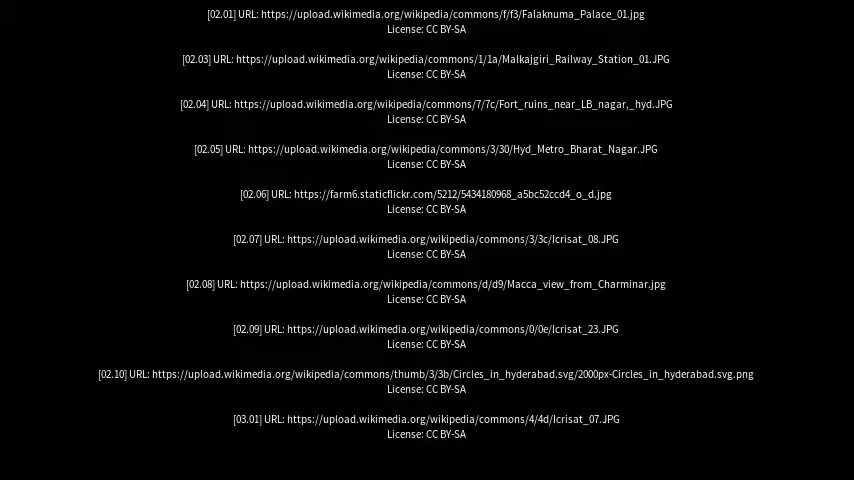 [02.01] URL: https://upload.wikimedia.org/wikipedia/commons/f/f3/Falaknuma_Palace_01.jpg
License: CC BY-SA
[02.03] URL: https://upload.wikimedia.org/wikipedia/commons/1/1a/Malkajgiri_Railway_Station_01.JPG
License: CC BY-SA
[02.04] URL: https://upload.wikimedia.org/wikipedia/commons/7/7c/Fort_ruins_near_LB_nagar,_hyd.JPG
License: CC BY-SA
[02.05] URL: https://upload.wikimedia.org/wikipedia/commons/3/30/Hyd_Metro_Bharat_Nagar.JPG
License: CC BY-SA
[02.06] URL: https://farm6.staticflickr.com/5212/5434180968_a5bc52ccd4_o_d.jpg
License: CC BY-SA
[02.07] URL: https://upload.wikimedia.org/wikipedia/commons/3/3c/Icrisat_08.JPG
License: CC BY-SA
[02.08] URL: https://upload.wikimedia.org/wikipedia/commons/d/d9/Macca_view_from_Charminar.jpg
License: CC BY-SA
[02.09] URL: https://upload.wikimedia.org/wikipedia/commons/0/0e/Icrisat_23.JPG
License: CC BY-SA
[02.10] URL: https://upload.wikimedia.org/wikipedia/commons/thumb/3/3b/Circles_in_hyderabad.svg/2000px-Circles_in_hyderabad.svg.png
License: CC BY-SA
[03.01] URL: https://upload.wikimedia.org/wikipedia/commons/4/4d/Icrisat_07.JPG
License: CC BY-SA